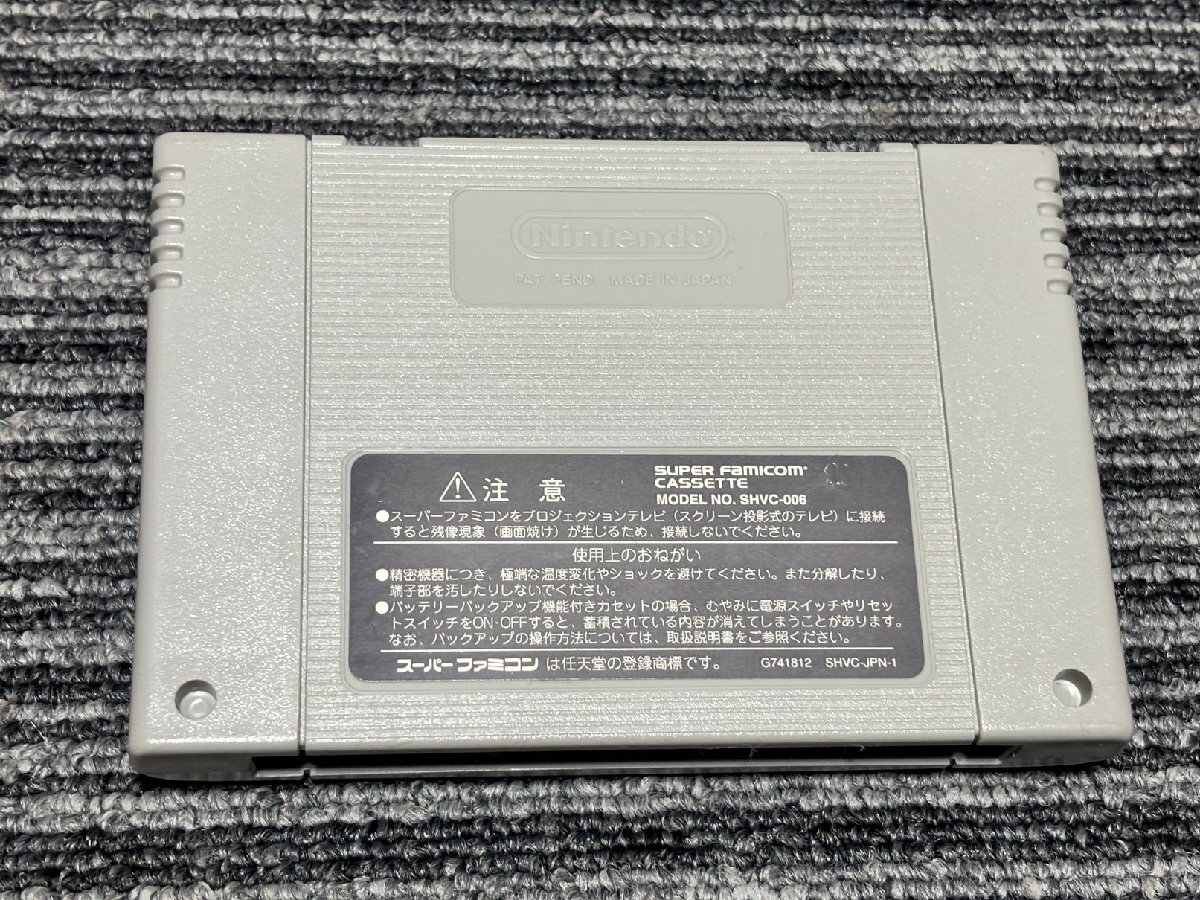 Nintendo
PAT. PEND. MADE IN JAPAN
注意
SUPER FAMICOM
CASSETTE
MODEL NO. SHVC-006
●スーパーファミコンをプロジェクションテレビ(スクリーン投影式のテレビ)に接続
すると残像現象(画面焼け)が生じるため、接続しないでください。
使用上のおねがい
●精密機器につき、極端な温度変化やショックを避けてください。また分解したり、
端子部を汚したりしないでください。
●バッテリーバックアップ機能付きカセットの場合、むやみに電源スイッチやリセッ
トスイッチをON・OFFすると、蓄積されている内容が消えてしまうことがあります。
なお、バックアップの操作方法については、取扱説明書をご参照ください。
スーパーファミコンは任天堂の登録商標です。
G741812 SHVC-JPN-1